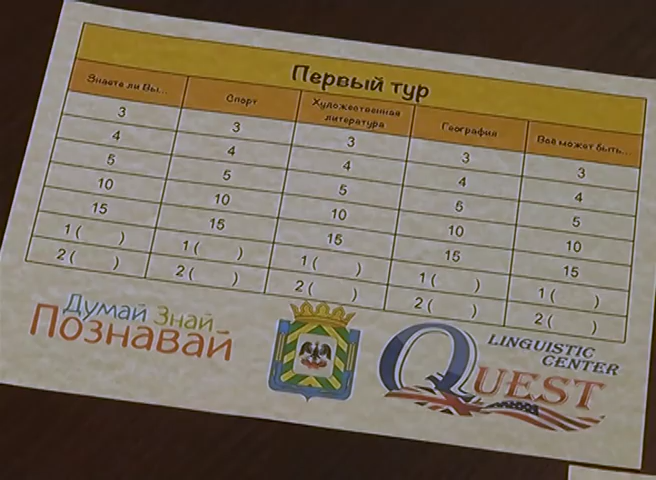 Первый тур
Знаете ли Вы... Спорт Художественная литература География Всё может быть...
3 3 3 3 3
4 4 4 4 4
5 5 5 5 5
10 10 10 10 10
15 15 15 15 15
1 ( ) 1 ( ) 1 ( ) 1 ( ) 1 ( )
2 ( ) 2 ( ) 2 ( ) 2 ( ) 2 ( )
Думай Знай
Познавай
LINGUISTIC
CENTER
QUEST